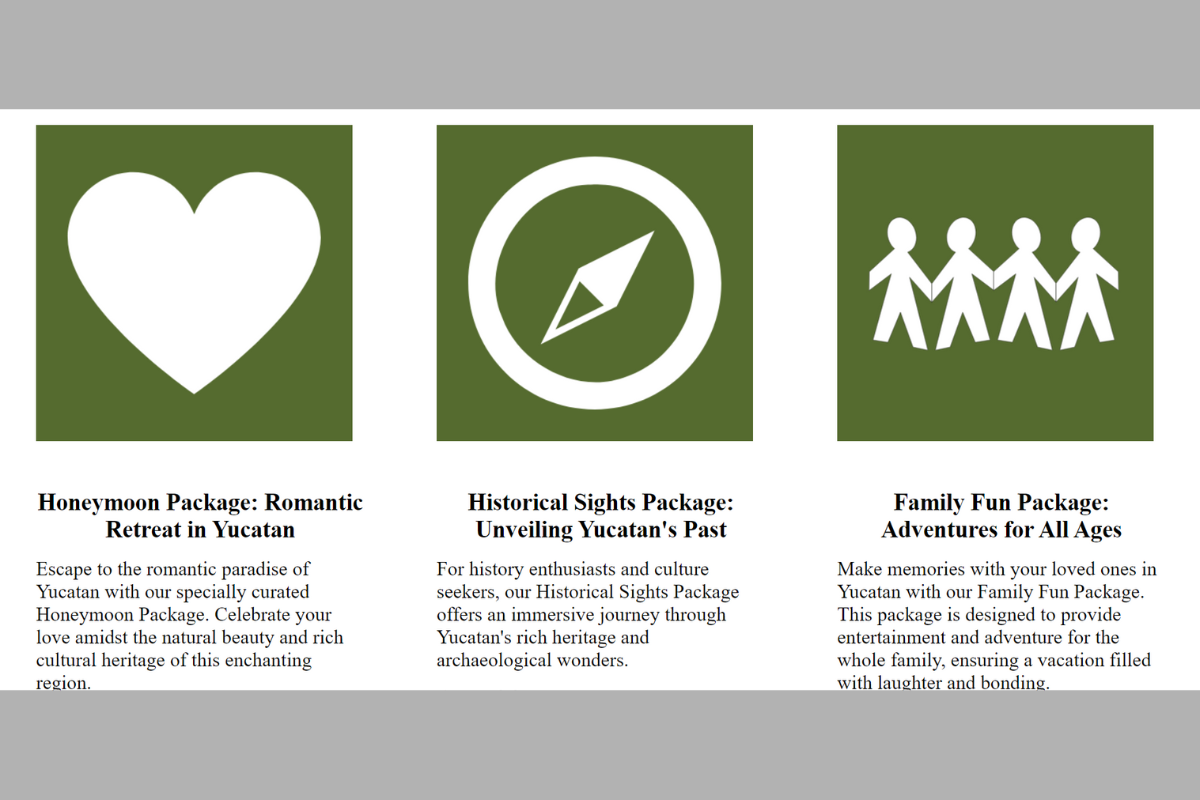 Honeymoon Package: Romantic
Retreat in Yucatan
Escape to the romantic paradise of
Yucatan with our specially curated
Honeymoon Package. Celebrate your
love amidst the natural beauty and rich
cultural heritage of this enchanting
region.
Historical Sights Package:
Unveiling Yucatan's Past
For history enthusiasts and culture
seekers, our Historical Sights Package
offers an immersive journey through
Yucatan's rich heritage and
archaeological wonders.
Family Fun Package:
Adventures for All Ages
Make memories with your loved ones in
Yucatan with our Family Fun Package.
This package is designed to provide
entertainment and adventure for the
whole family, ensuring a vacation filled
with laughter and bonding.